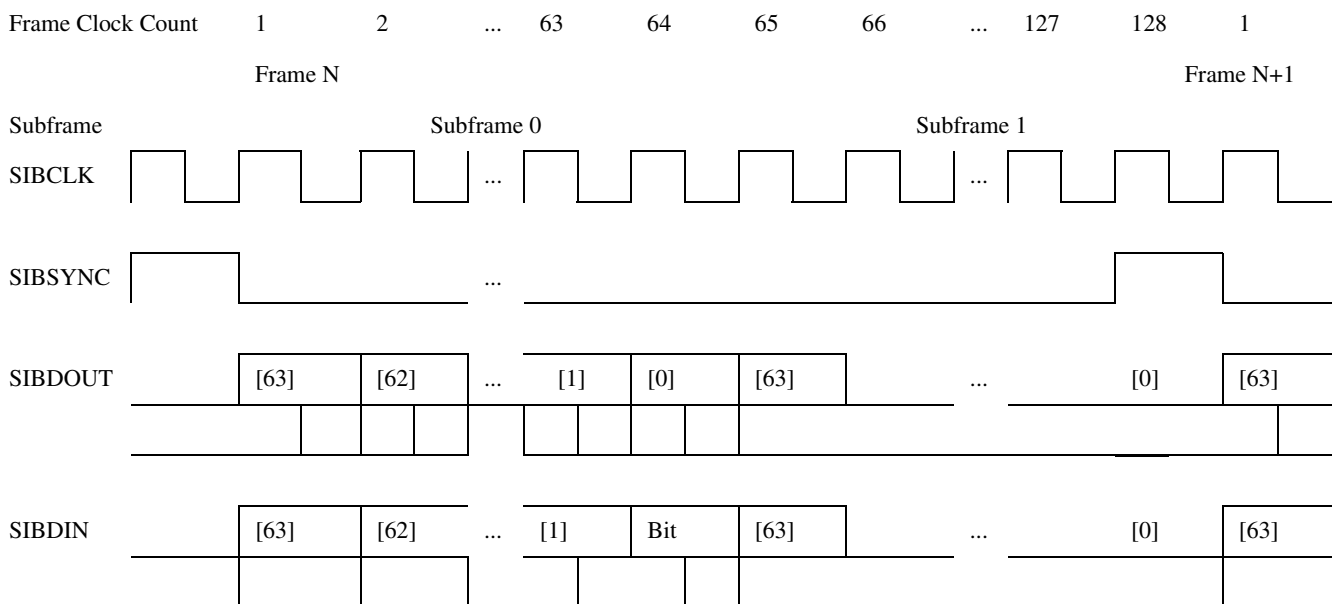 Frame Clock Count 1 2 ... 63 64 65 66 ... 127 128 1
Frame N Frame N+1
Subframe Subframe 0 Subframe 1
SIBCLK ... ...
SIBSYNC ...
SIBDOUT [63] [62] ... [1] [0] [63] ... [0] [63]
SIBDIN [63] [62] ... [1] Bit [63] ... [0] [63]